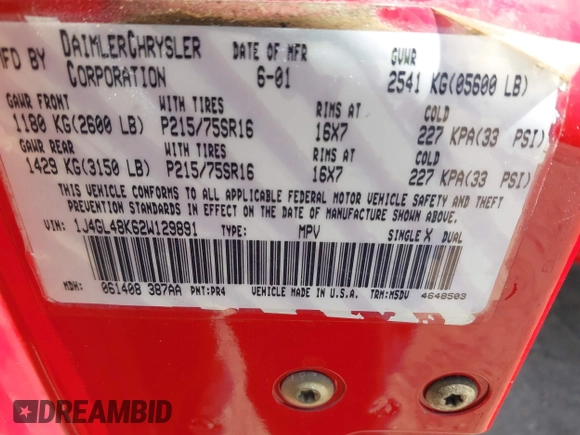 MFD BY DAIMLERCHRYSLER CORPORATION
DATE OF MFR 6-01
GVWR 2541 KG(05600 LB)
GAWR FRONT WITH TIRES RIMS AT COLD
1180 KG(2600 LB) P215/75SR16 16X7 227 KPA(33 PSI)
GAWR REAR WITH TIRES RIMS AT COLD
1429 KG(3150 LB) P215/75SR16 16X7 227 KPA(33 PSI)
THIS VEHICLE CONFORMS TO ALL APPLICABLE FEDERAL MOTOR VEHICLE SAFETY AND THEFT
PREVENTION STANDARDS IN EFFECT ON THE DATE OF MANUFACTURE SHOWN ABOVE.
VIN: 1J4GL48K62W129891 TYPE: MPV SINGLE X DUAL
MDH: 061408 387AA PNT:PR4 VEHICLE MADE IN U.S.A. TRM:M5DV 4648503
DREAMBID